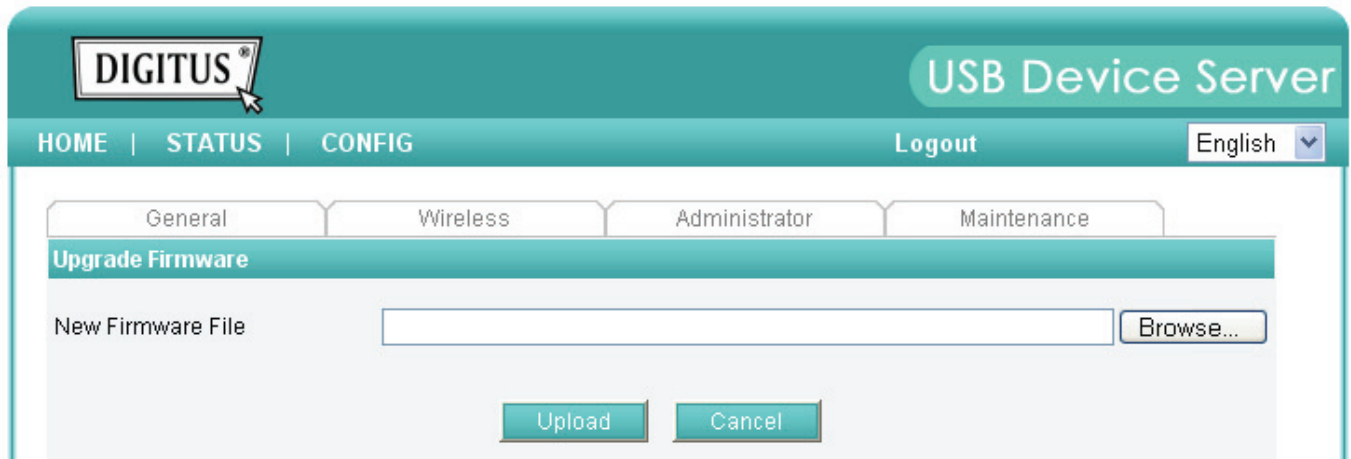 DIGITUS®
USB Device Server
HOME | STATUS | CONFIG Logout English
General Wireless Administrator Maintenance
Upgrade Firmware
New Firmware File Browse...
Upload Cancel